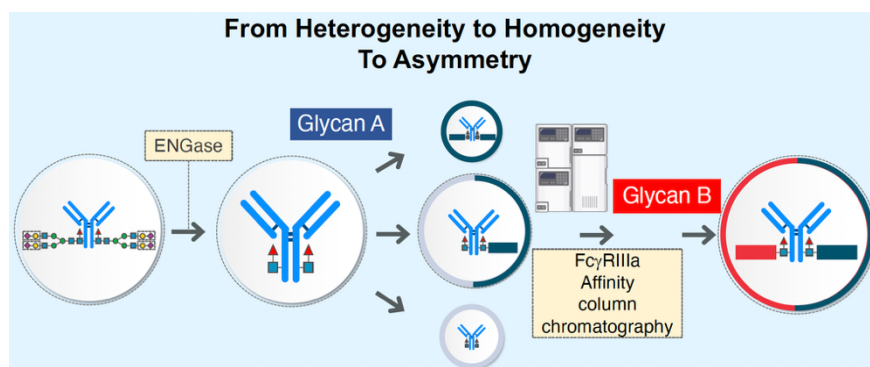 From Heterogeneity to Homogeneity
To Asymmetry
ENGase
Glycan A
Glycan B
FcγRIIIa
Affinity
column
chromatography